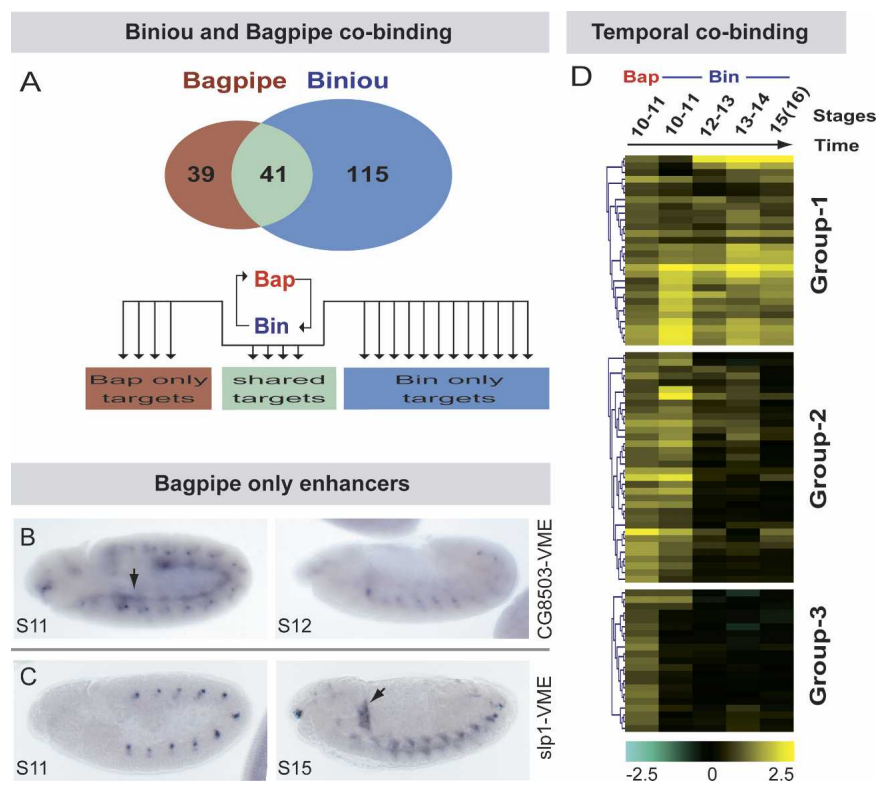 Biniou and Bagpipe co-binding
A
Bagpipe Biniou
39 41 115
Bap
Bin
Bap only
targets
shared
targets
Bin only
targets
Bagpipe only enhancers
B
S11
S12
CG8503-VME
C
S11
S15
slp1-VME
Temporal co-binding
D
Bap Bin
10-11 10-11 12-13 13-14 15(16) Stages
Time
Group-1
Group-2
Group-3
-2.5 0 2.5